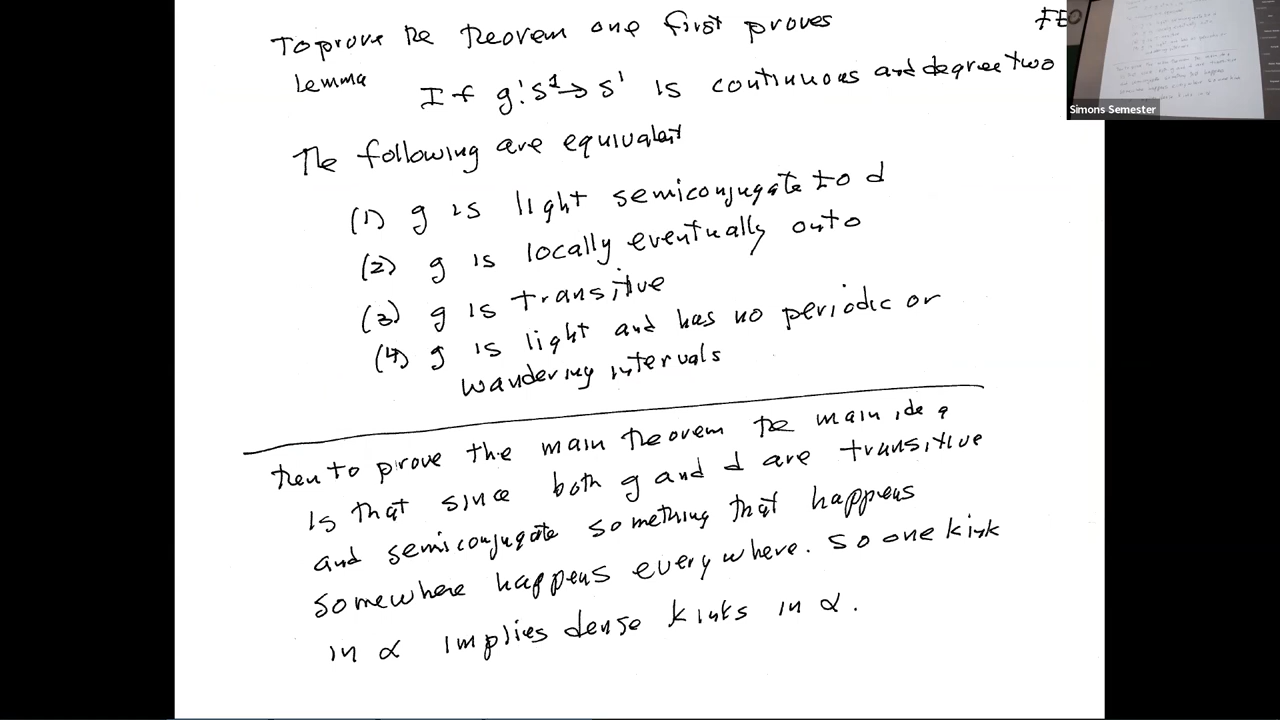 To prove the theorem one first proves
Lemma
If g: S¹ → S¹ is continuous and degree two
The following are equivalent
(1) g is light semiconjugate to d
(2) g is locally eventually onto
(3) g is transitive
(4) g is light and has no periodic or
wandering intervals
then to prove the main theorem the main idea
is that since both g and d are transitive
and semiconjugate something that happens
somewhere happens everywhere. so one kink
in α implies dense kinks in α.
Simons Semester